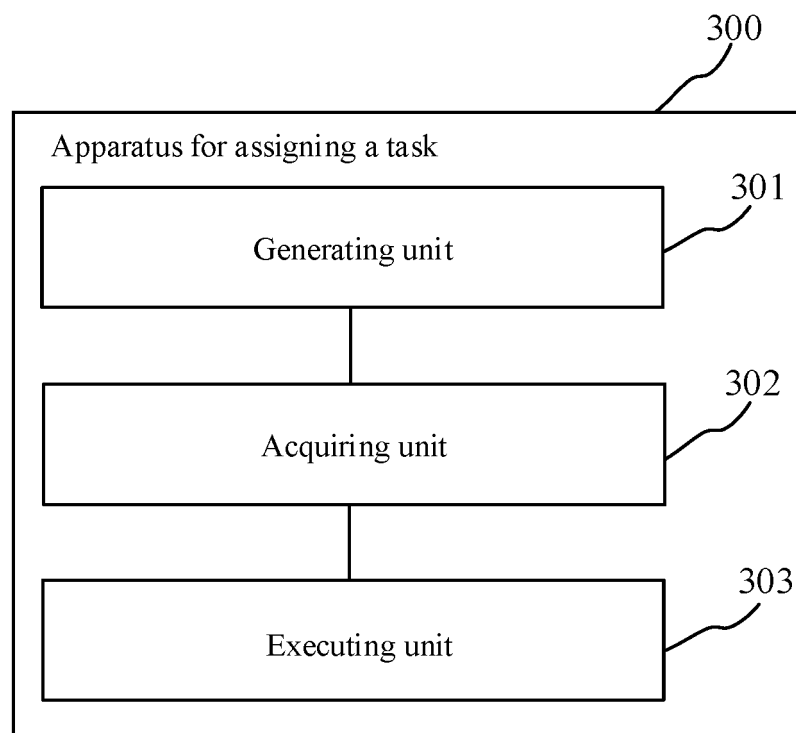 300
Apparatus for assigning a task
301
Generating unit
302
Acquiring unit
303
Executing unit